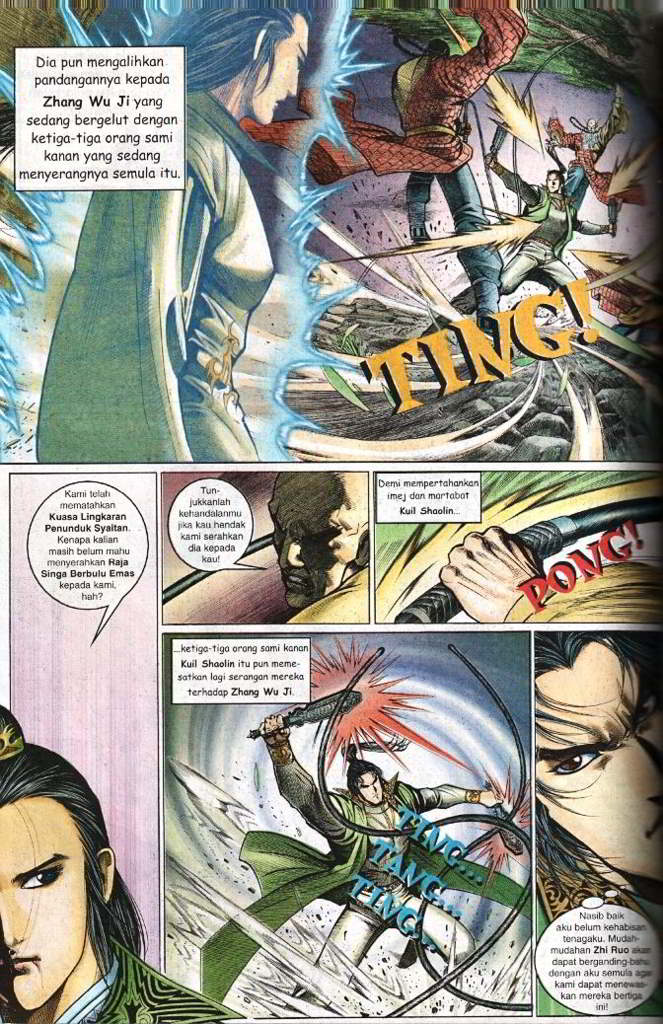 Dia pun mengalihkan
pandangannya kepada
Zhang Wu Ji yang
sedang bergelut dengan
ketiga-tiga orang sami
kanan yang sedang
menyerangnya semula itu.
TING!
Kami telah
mematahkan
Kuasa Lingkaran
Penunduk Syaitan.
Kenapa kalian
masih belum mahu
menyerahkan Raja
Singa Berbulu Emas
kepada kami,
hah?
Tun-
jukkanlah
kehandalanmu
jika kau hendak
kami serahkan
dia kepada
kau!
Demi mempertahankan
imej dan martabat
Kuil Shaolin...
PONG!
...ketiga-tiga orang sami kanan
Kuil Shaolin itu pun meme-
satkan lagi serangan mereka
terhadap Zhang Wu Ji.
TING...
TANG...
TING...
Nasib baik
aku belum kehabisan
tenagaku. Mudah-
mudahan Zhi Ruo akan
dapat berganding-bahu
dengan aku semula agar
kami dapat menewas-
kan mereka bertiga
ini!